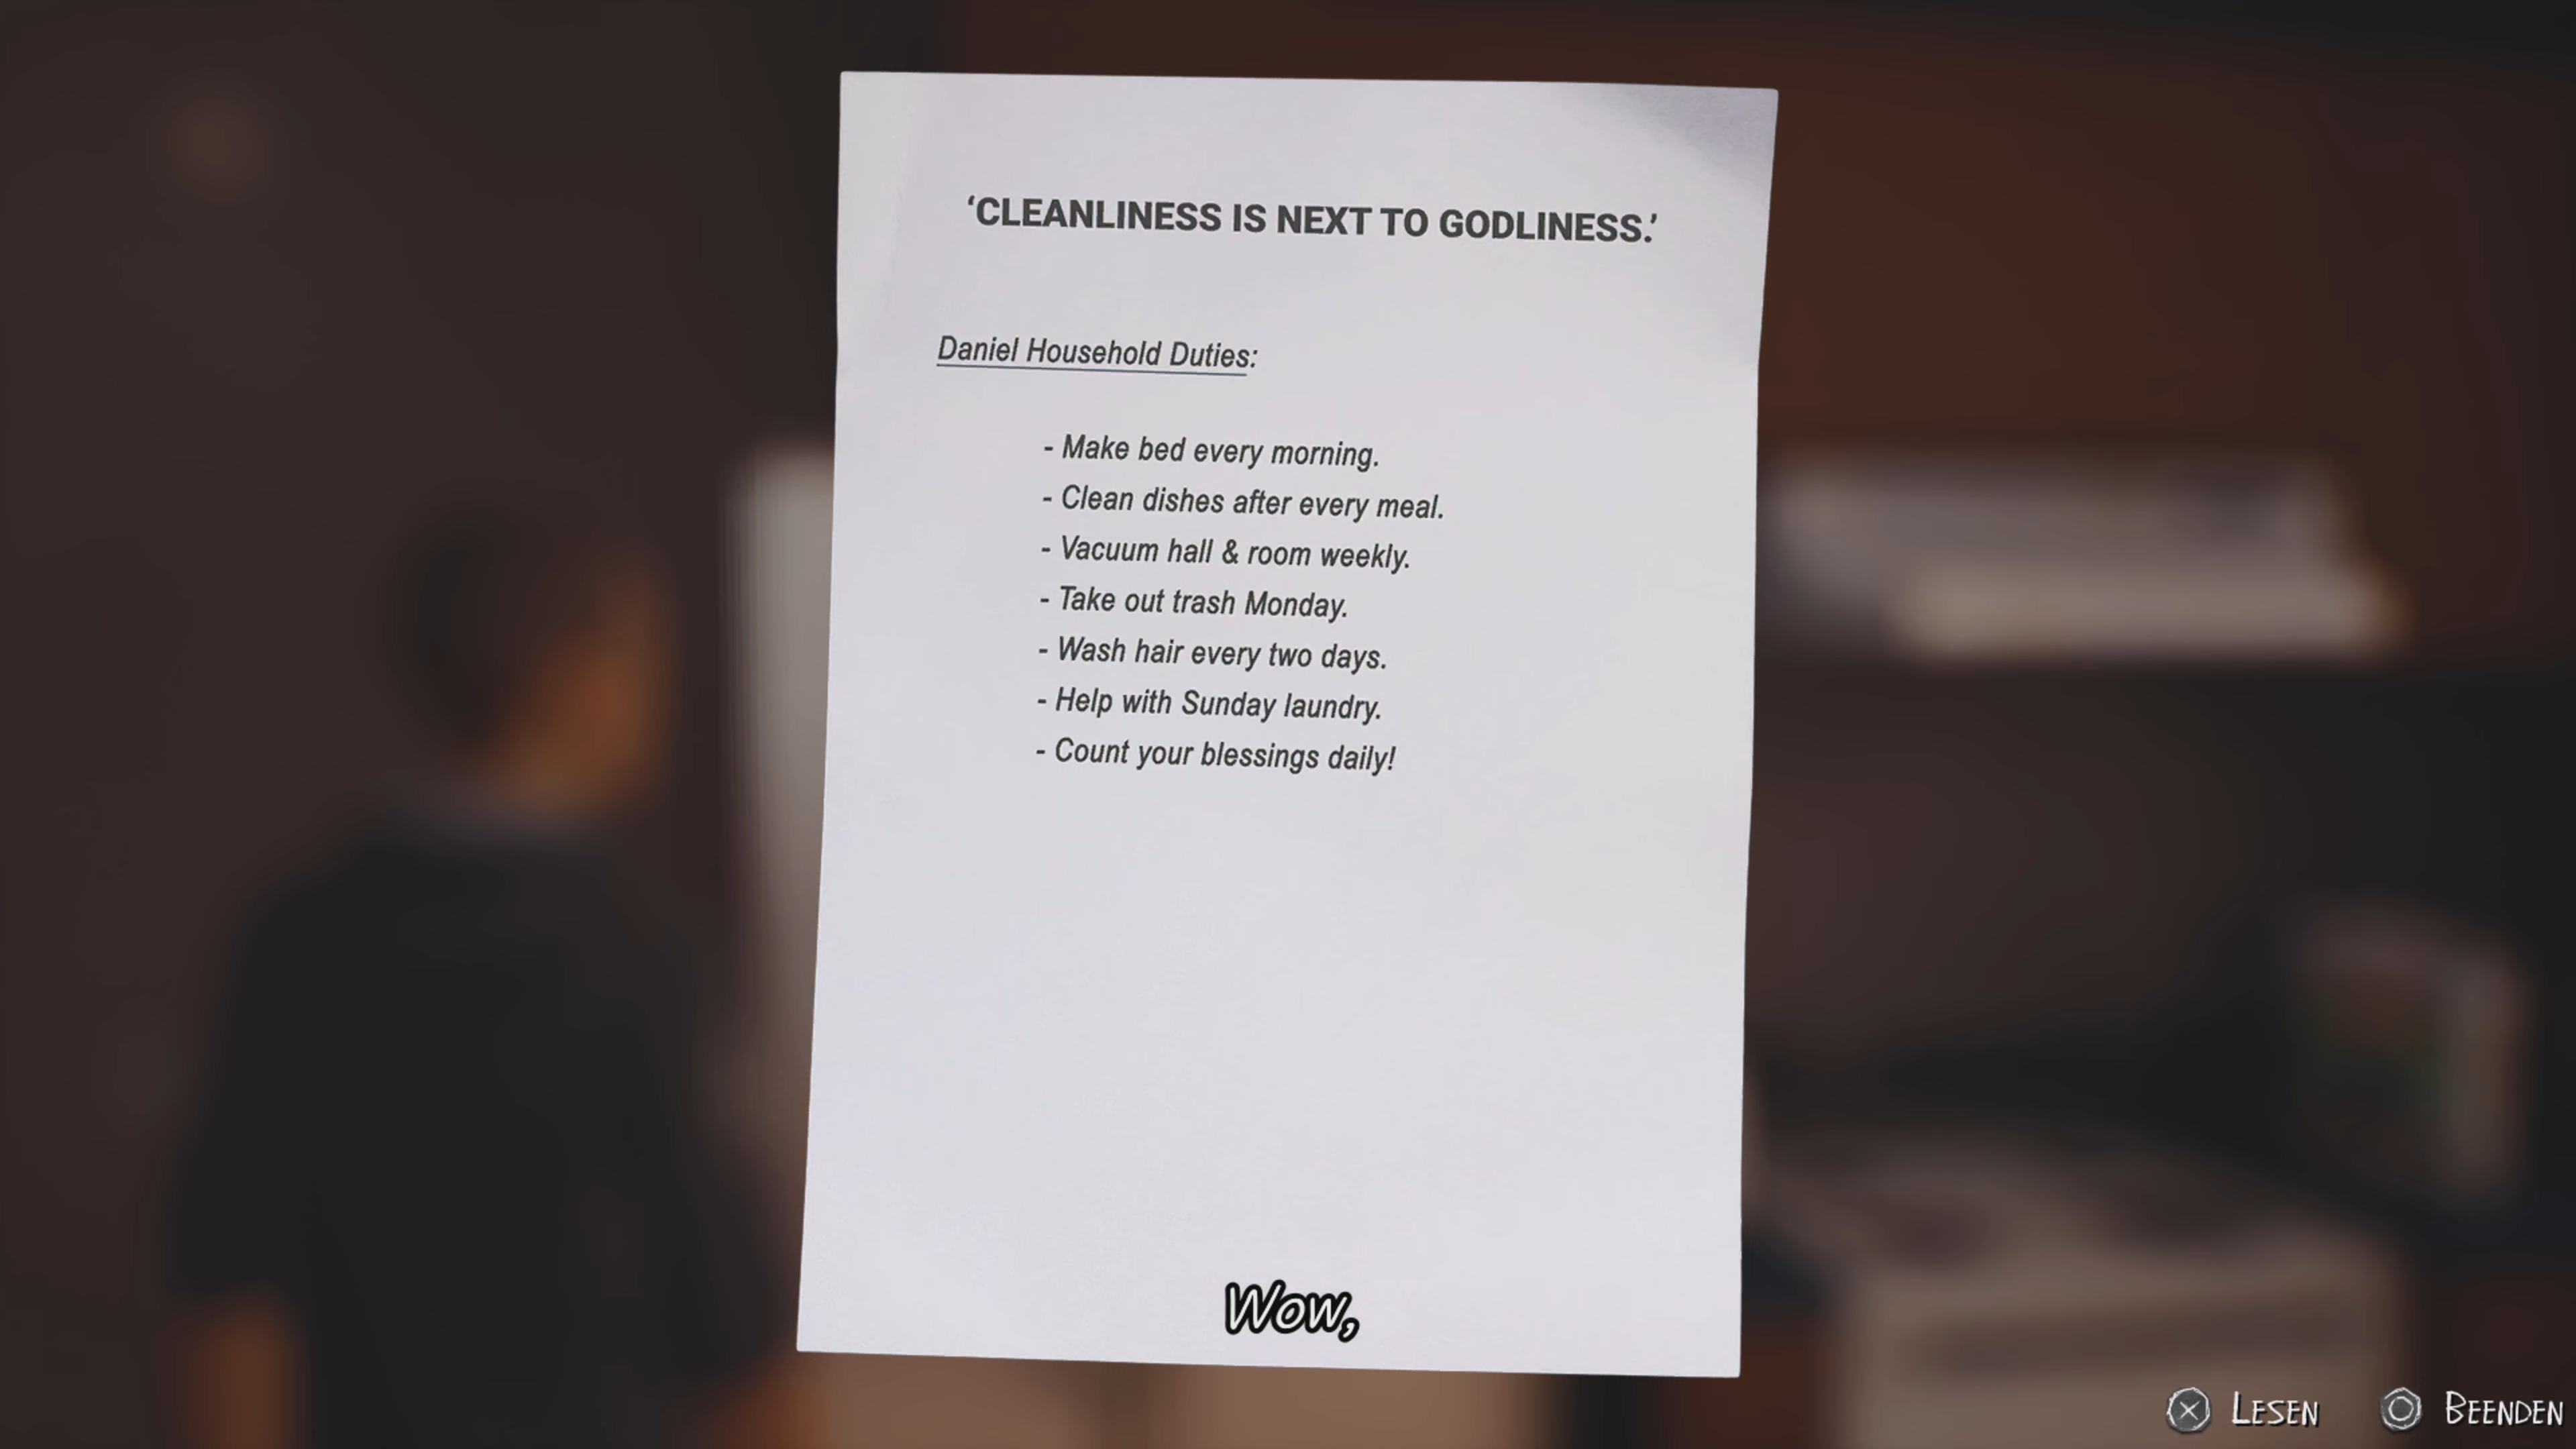 ‘CLEANLINESS IS NEXT TO GODLINESS.’
Daniel Household Duties:
- Make bed every morning.
- Clean dishes after every meal.
- Vacuum hall & room weekly.
- Take out trash Monday.
- Wash hair every two days.
- Help with Sunday laundry.
- Count your blessings daily!
Wow,
LESEN BEENDEN